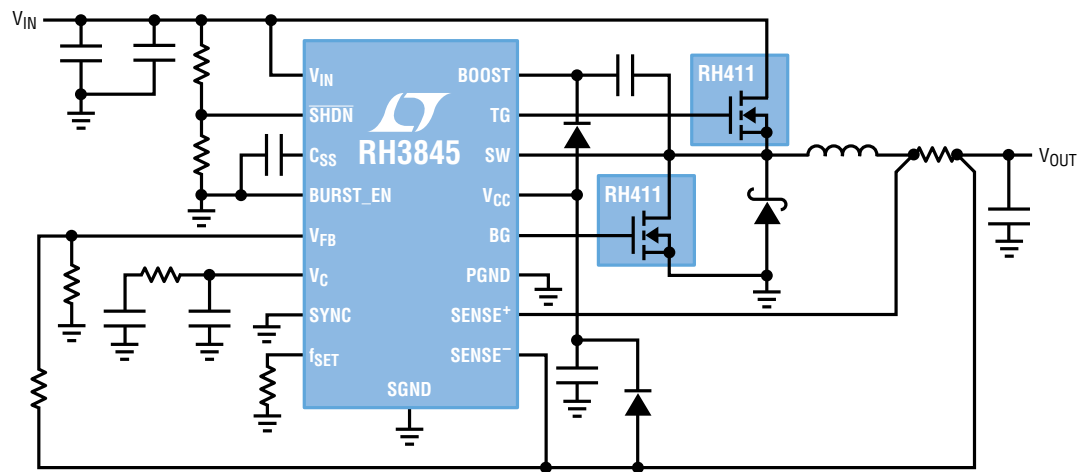 VIN
RH3845
VIN
SHDN
CSS
BURST_EN
VFB
VC
SYNC
fSET
SGND
BOOST
TG
SW
VCC
BG
PGND
SENSE+
SENSE−
RH411
RH411
VOUT